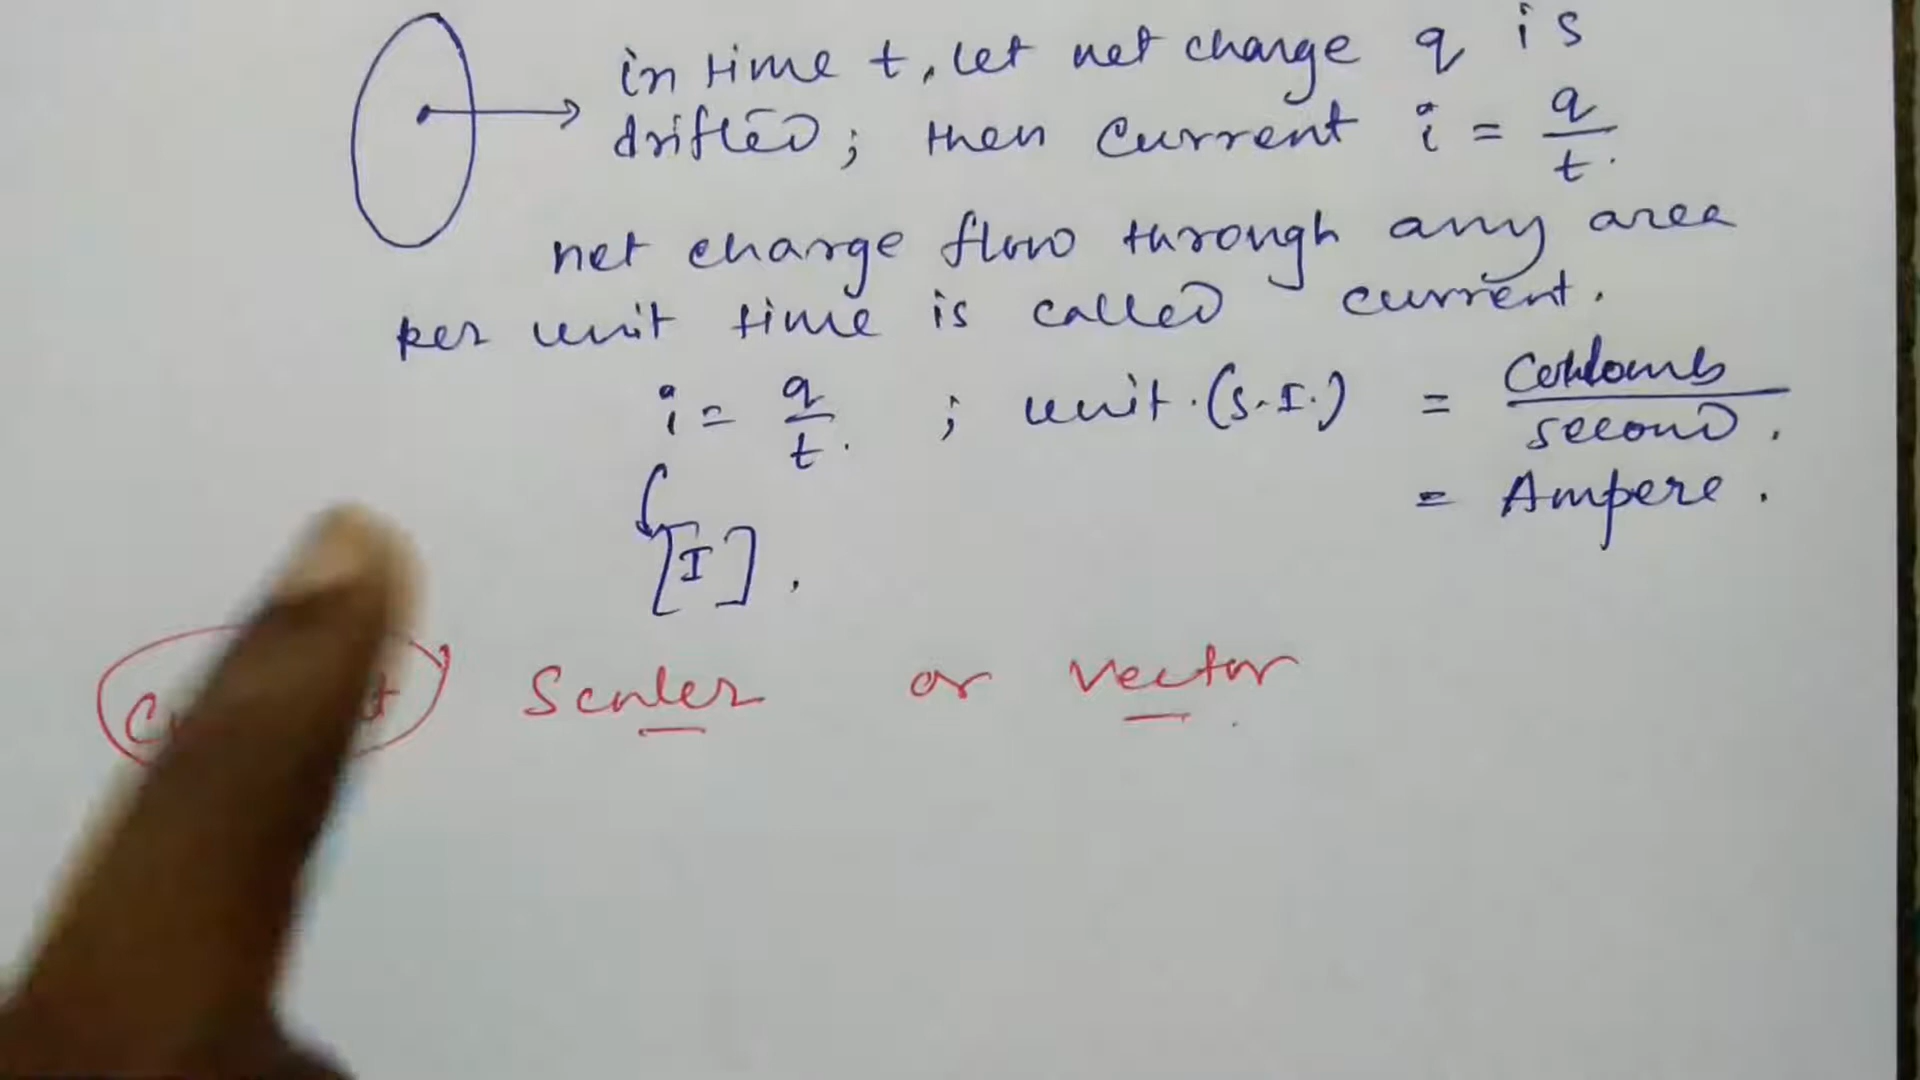 in time t, let net charge q is
drifted; then current i = q/t.
net charge flow through any area
per unit time is called current.
i = q/t. ; unit.(S.I.) = Coulomb/second.
= Ampere.
[I].
Scaler or vector.